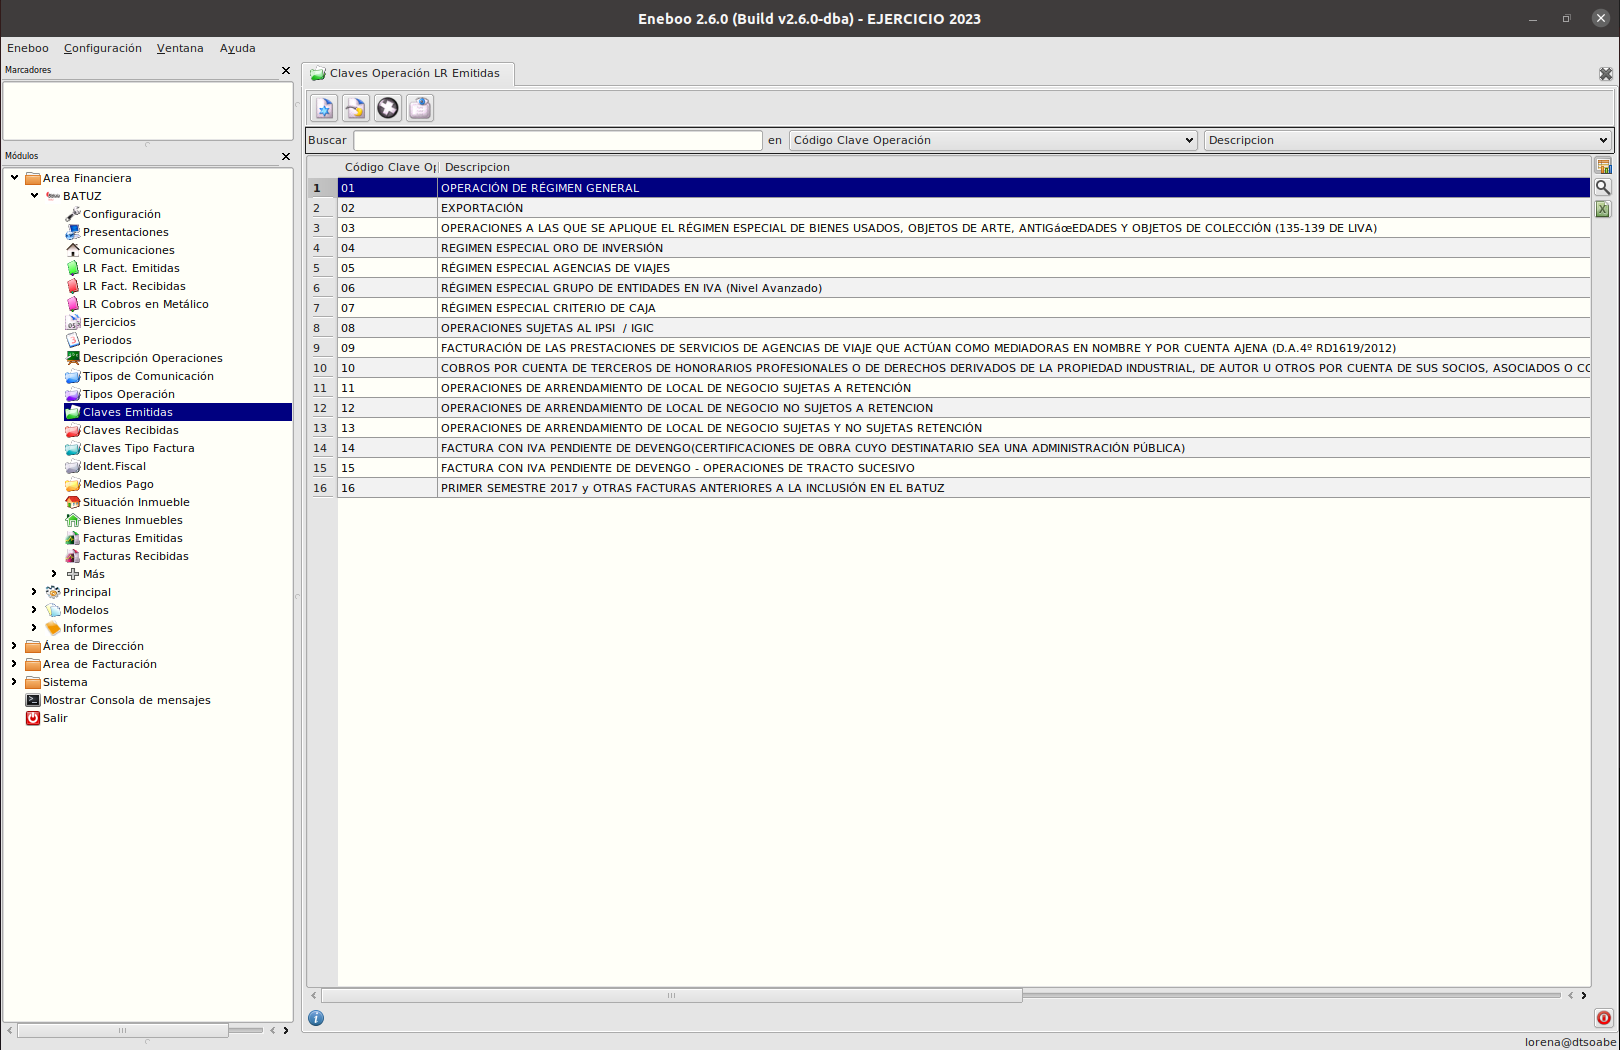 Eneboo 2.6.0 (Build v2.6.0-dba) - EJERCICIO 2023
Eneboo Configuración Ventana Ayuda
Marcadores
Módulos
Area Financiera
BATUZ
Configuración
Presentaciones
Comunicaciones
LR Fact. Emitidas
LR Fact. Recibidas
LR Cobros en Metálico
Ejercicios
Periodos
Descripción Operaciones
Tipos de Comunicación
Tipos Operación
Claves Emitidas
Claves Recibidas
Claves Tipo Factura
Ident.Fiscal
Medios Pago
Situación Inmueble
Bienes Inmuebles
Facturas Emitidas
Facturas Recibidas
Más
Principal
Modelos
Informes
Área de Dirección
Area de Facturación
Sistema
Mostrar Consola de mensajes
Salir
Claves Operación LR Emitidas
Buscar en Código Clave Operación Descripcion
Código Clave Op Descripcion
1 01 OPERACIÓN DE RÉGIMEN GENERAL
2 02 EXPORTACIÓN
3 03 OPERACIONES A LAS QUE SE APLIQUE EL RÉGIMEN ESPECIAL DE BIENES USADOS, OBJETOS DE ARTE, ANTIGáœEDADES Y OBJETOS DE COLECCIÓN (135-139 DE LIVA)
4 04 REGIMEN ESPECIAL ORO DE INVERSIÓN
5 05 RÉGIMEN ESPECIAL AGENCIAS DE VIAJES
6 06 RÉGIMEN ESPECIAL GRUPO DE ENTIDADES EN IVA (Nivel Avanzado)
7 07 RÉGIMEN ESPECIAL CRITERIO DE CAJA
8 08 OPERACIONES SUJETAS AL IPSI / IGIC
9 09 FACTURACIÓN DE LAS PRESTACIONES DE SERVICIOS DE AGENCIAS DE VIAJE QUE ACTÚAN COMO MEDIADORAS EN NOMBRE Y POR CUENTA AJENA (D.A.4º RD1619/2012)
10 10 COBROS POR CUENTA DE TERCEROS DE HONORARIOS PROFESIONALES O DE DERECHOS DERIVADOS DE LA PROPIEDAD INDUSTRIAL, DE AUTOR U OTROS POR CUENTA DE SUS SOCIOS, ASOCIADOS O CO
11 11 OPERACIONES DE ARRENDAMIENTO DE LOCAL DE NEGOCIO SUJETAS A RETENCIÓN
12 12 OPERACIONES DE ARRENDAMIENTO DE LOCAL DE NEGOCIO NO SUJETOS A RETENCION
13 13 OPERACIONES DE ARRENDAMIENTO DE LOCAL DE NEGOCIO SUJETAS Y NO SUJETAS RETENCIÓN
14 14 FACTURA CON IVA PENDIENTE DE DEVENGO(CERTIFICACIONES DE OBRA CUYO DESTINATARIO SEA UNA ADMINISTRACIÓN PÚBLICA)
15 15 FACTURA CON IVA PENDIENTE DE DEVENGO - OPERACIONES DE TRACTO SUCESIVO
16 16 PRIMER SEMESTRE 2017 y OTRAS FACTURAS ANTERIORES A LA INCLUSIÓN EN EL BATUZ
lorena@dtsoabe